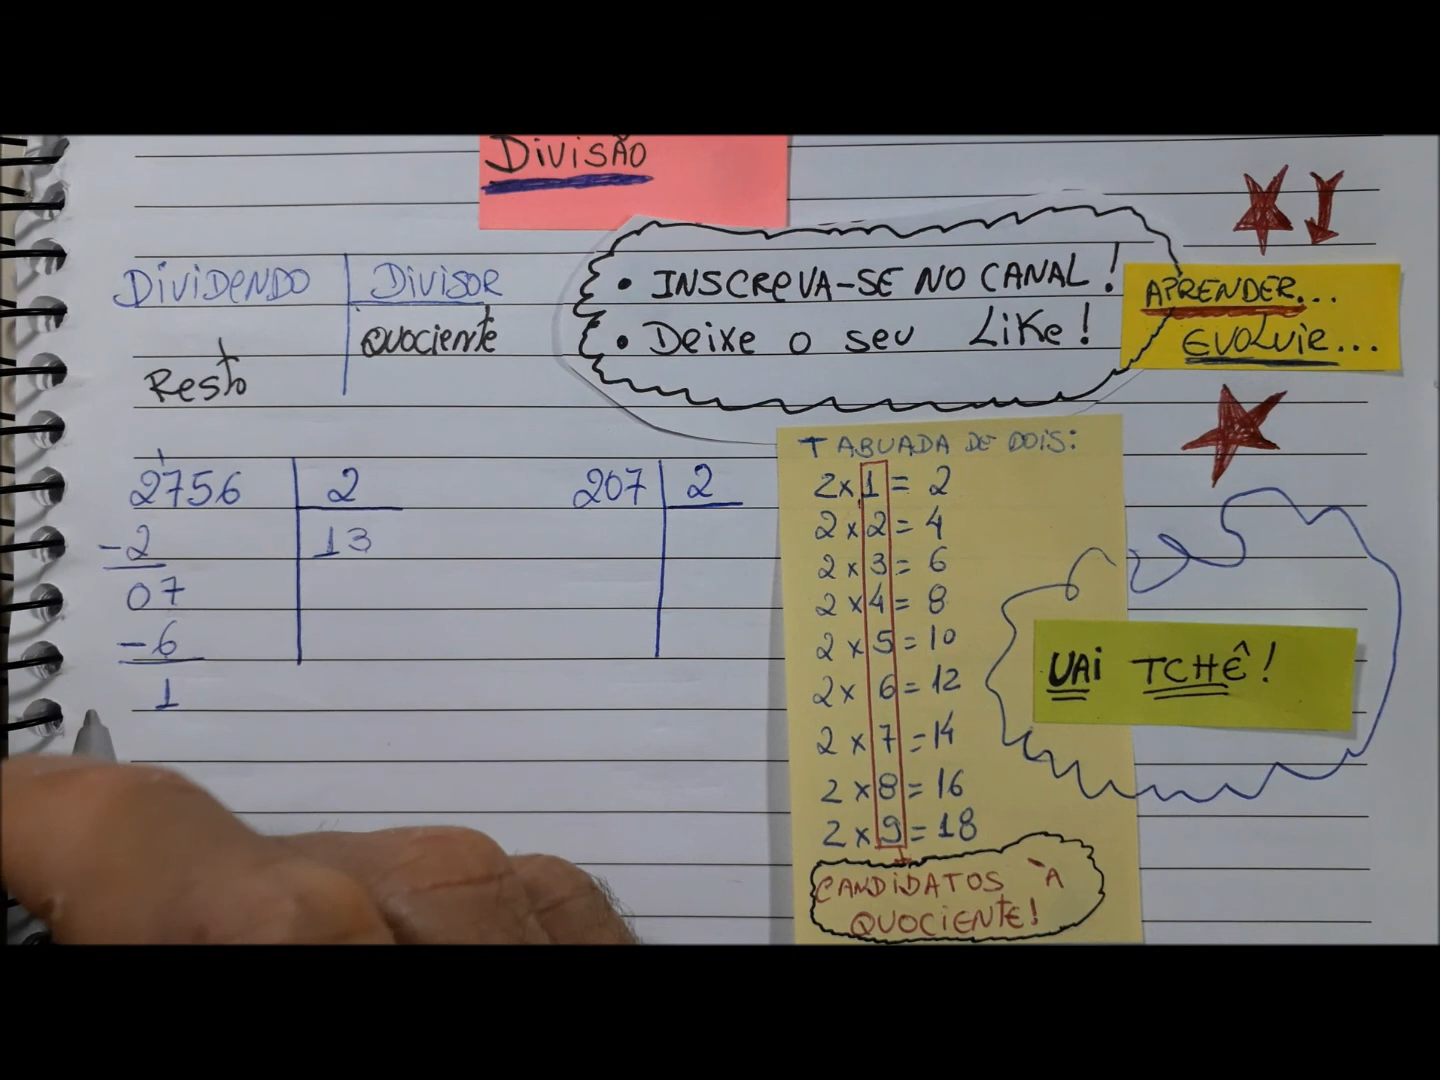 DivisÃo
DiviDenDo Divisor
Quociente
Resto
• INSCreVA-SE NO CANAL!
• Deixe o seu Like!
APRENDER...
EVOLUIR...
2756 2
-2 13
07
-6
1
207 2
TABUADA DE DOIS:
2x1= 2
2x2=4
2x3=6
2x4=8
2x5=10
2x6=12
2x7=14
2x8=16
2x9=18
CANDIDATOS À
QUOCIENtE!
UAi TCHÊ!